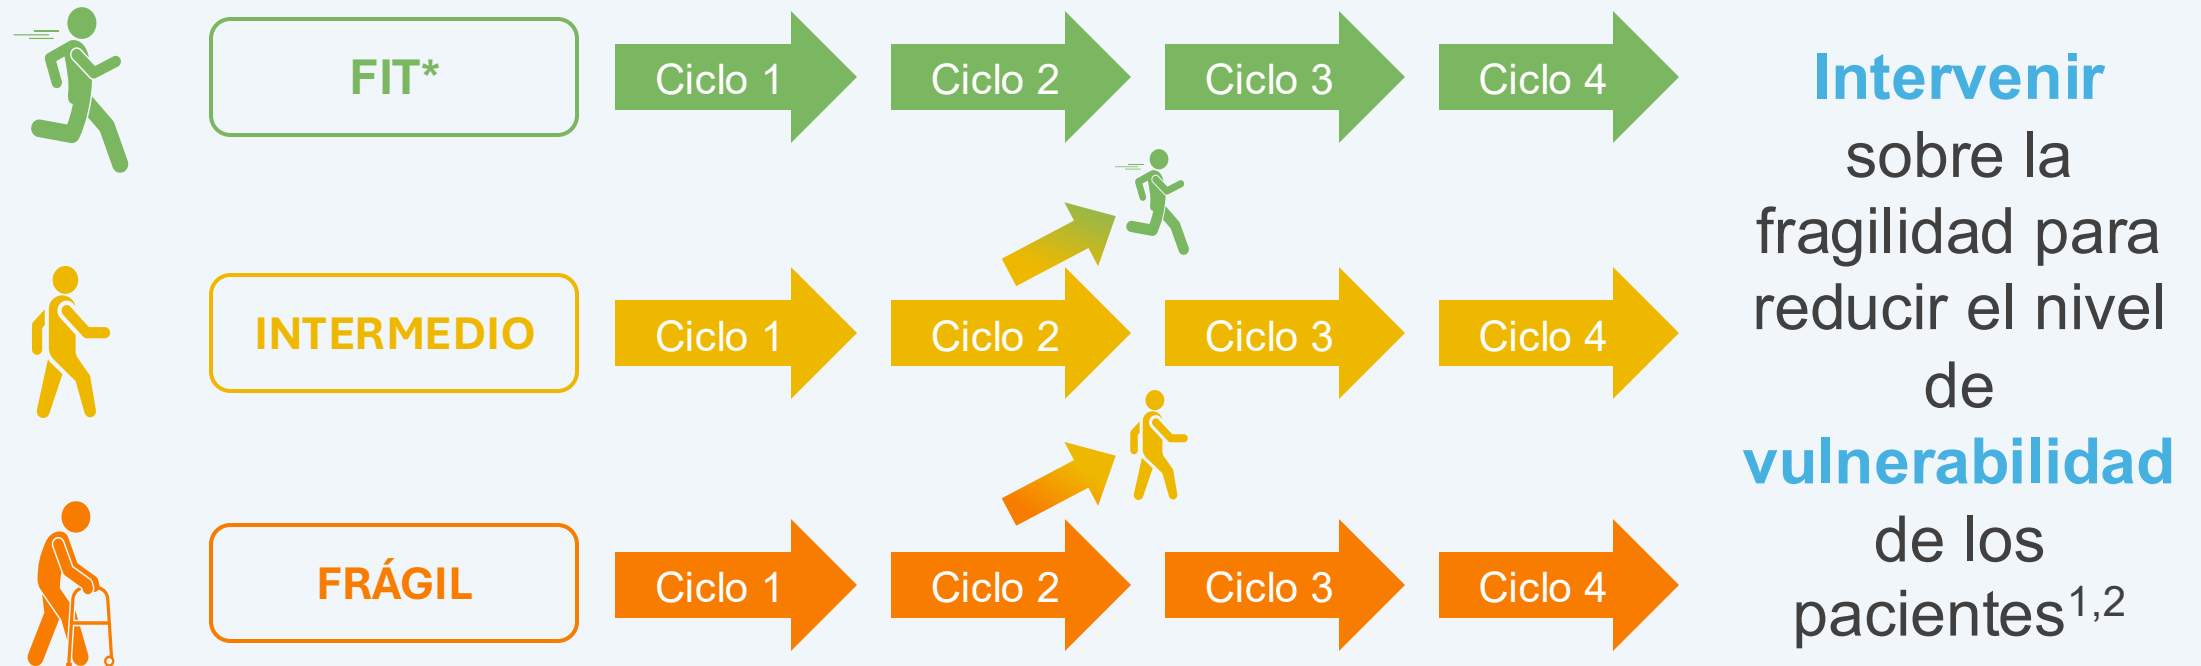 FIT*
Ciclo 1
Ciclo 2
Ciclo 3
Ciclo 4
INTERMEDIO
Ciclo 1
Ciclo 2
Ciclo 3
Ciclo 4
FRÁGIL
Ciclo 1
Ciclo 2
Ciclo 3
Ciclo 4
Intervenir
sobre la
fragilidad para
reducir el nivel
de
vulnerabilidad
de los
pacientes1,2